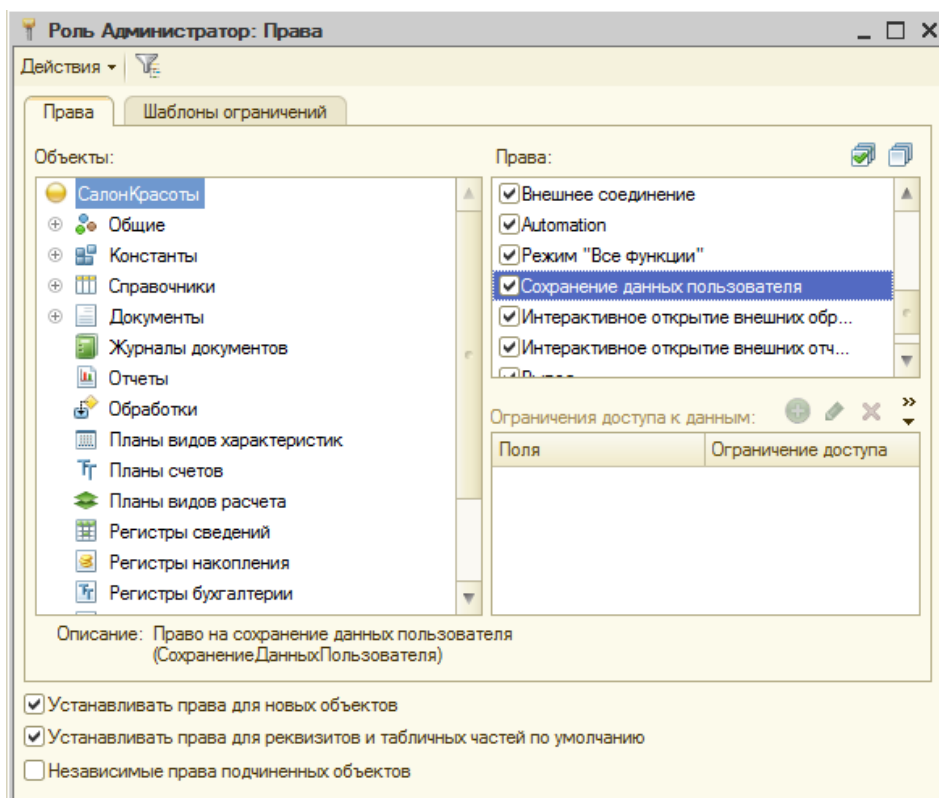 Роль Администратор: Права
Действия
Права
Шаблоны ограничений
Объекты:
СалонКрасоты
Общие
Константы
Справочники
Документы
Журналы документов
Отчеты
Обработки
Планы видов характеристик
Планы счетов
Планы видов расчета
Регистры сведений
Регистры накопления
Регистры бухгалтерии
Права:
Внешнее соединение
Automation
Режим "Все функции"
Сохранение данных пользователя
Интерактивное открытие внешних обр...
Интерактивное открытие внешних отч...
Ограничения доступа к данным:
Поля
Ограничение доступа
Описание: Право на сохранение данных пользователя
(СохранениеДанныхПользователя)
Устанавливать права для новых объектов
Устанавливать права для реквизитов и табличных частей по умолчанию
Независимые права подчиненных объектов